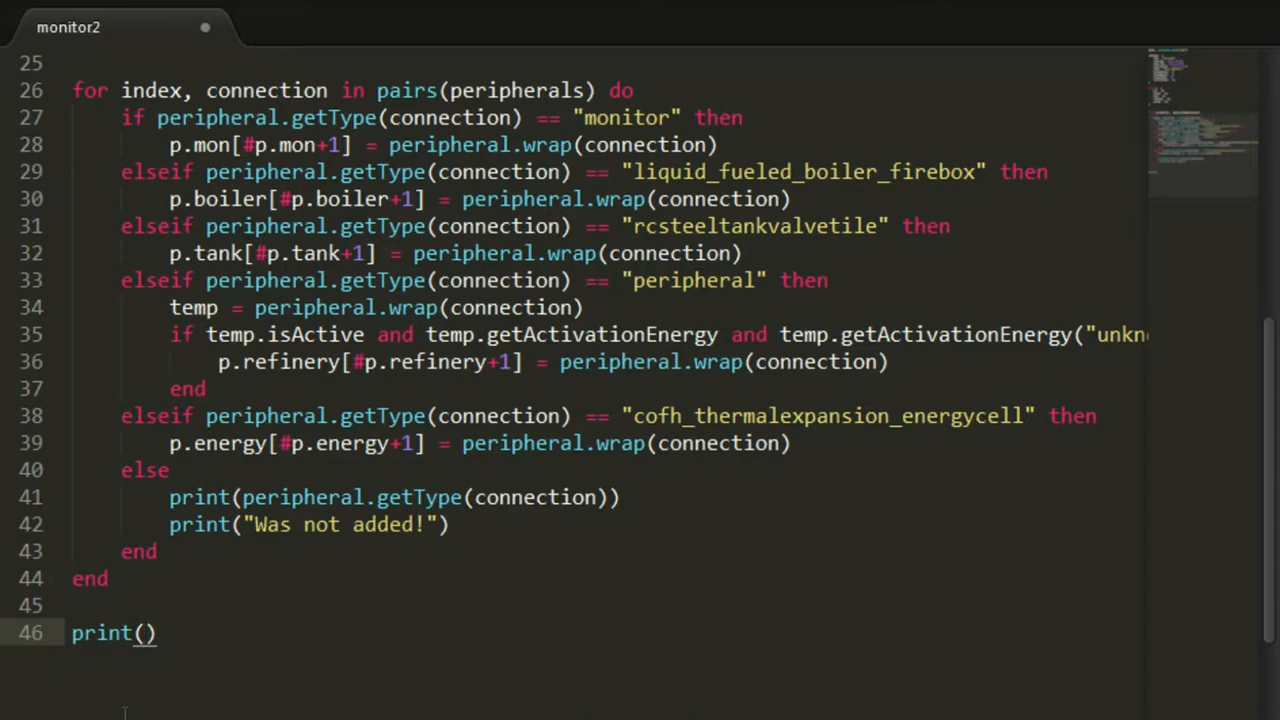 monitor2
25
26 for index, connection in pairs(peripherals) do
27 if peripheral.getType(connection) == "monitor" then
28 p.mon[#p.mon+1] = peripheral.wrap(connection)
29 elseif peripheral.getType(connection) == "liquid_fueled_boiler_firebox" then
30 p.boiler[#p.boiler+1] = peripheral.wrap(connection)
31 elseif peripheral.getType(connection) == "rcsteeltankvalvetile" then
32 p.tank[#p.tank+1] = peripheral.wrap(connection)
33 elseif peripheral.getType(connection) == "peripheral" then
34 temp = peripheral.wrap(connection)
35 if temp.isActive and temp.getActivationEnergy and temp.getActivationEnergy("unkn
36 p.refinery[#p.refinery+1] = peripheral.wrap(connection)
37 end
38 elseif peripheral.getType(connection) == "cofh_thermalexpansion_energycell" then
39 p.energy[#p.energy+1] = peripheral.wrap(connection)
40 else
41 print(peripheral.getType(connection))
42 print("Was not added!")
43 end
44 end
45
46 print()